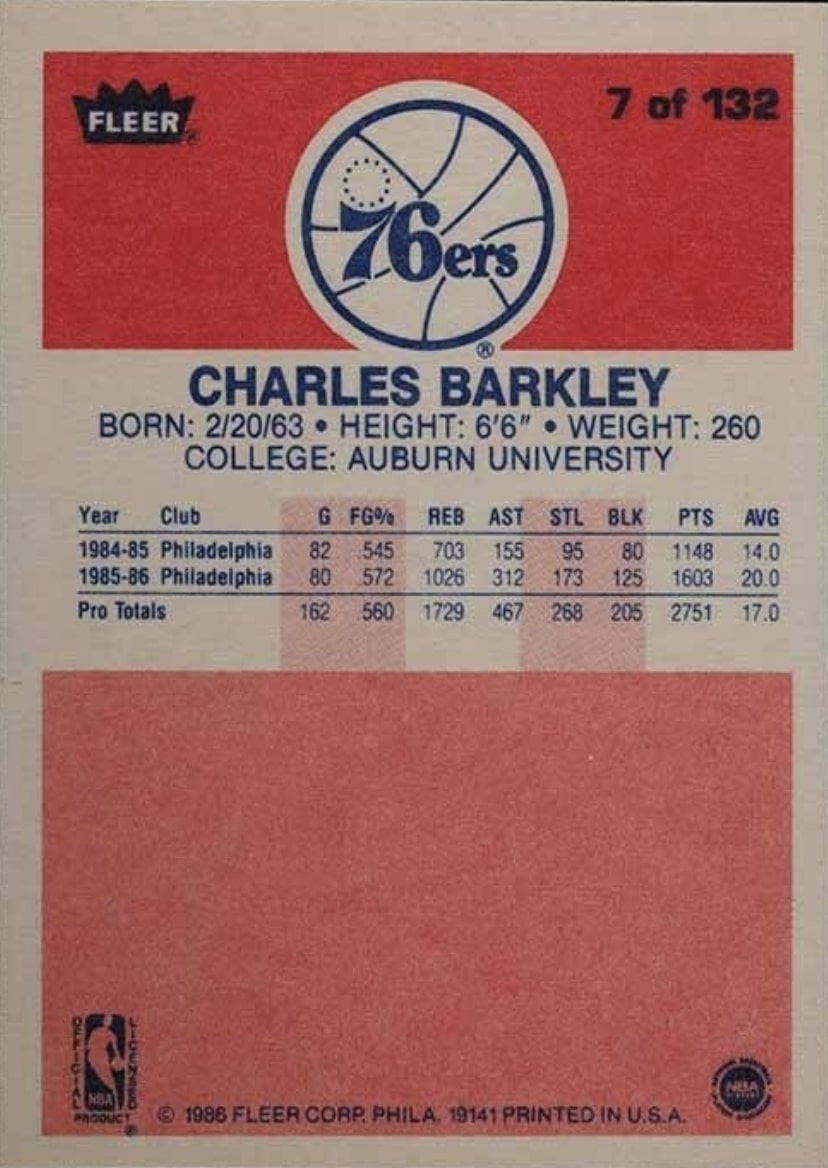 FLEER®
7 of 132
76ers
®
CHARLES BARKLEY
BORN: 2/20/63 • HEIGHT: 6'6" • WEIGHT: 260
COLLEGE: AUBURN UNIVERSITY
Year Club G FG% REB AST STL BLK PTS AVG
1984-85 Philadelphia 82 .545 703 155 95 80 1148 14.0
1985-86 Philadelphia 80 .572 1026 312 173 125 1603 20.0
Pro Totals 162 .560 1729 467 268 205 2751 17.0
OFFICIAL
LICENSED
NBA
PRODUCT
®
NBA
© 1986 FLEER CORP. PHILA. 19141 PRINTED IN U.S.A.